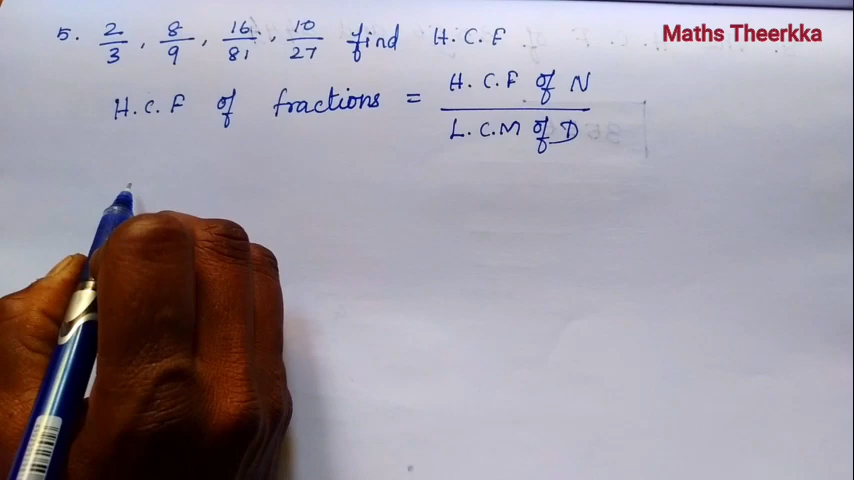 Maths Theerkka
5. 2/3, 8/9, 16/81, 10/27 find H.C.F.
H.C.F of fractions = H.C.F of N / L.C.M of D